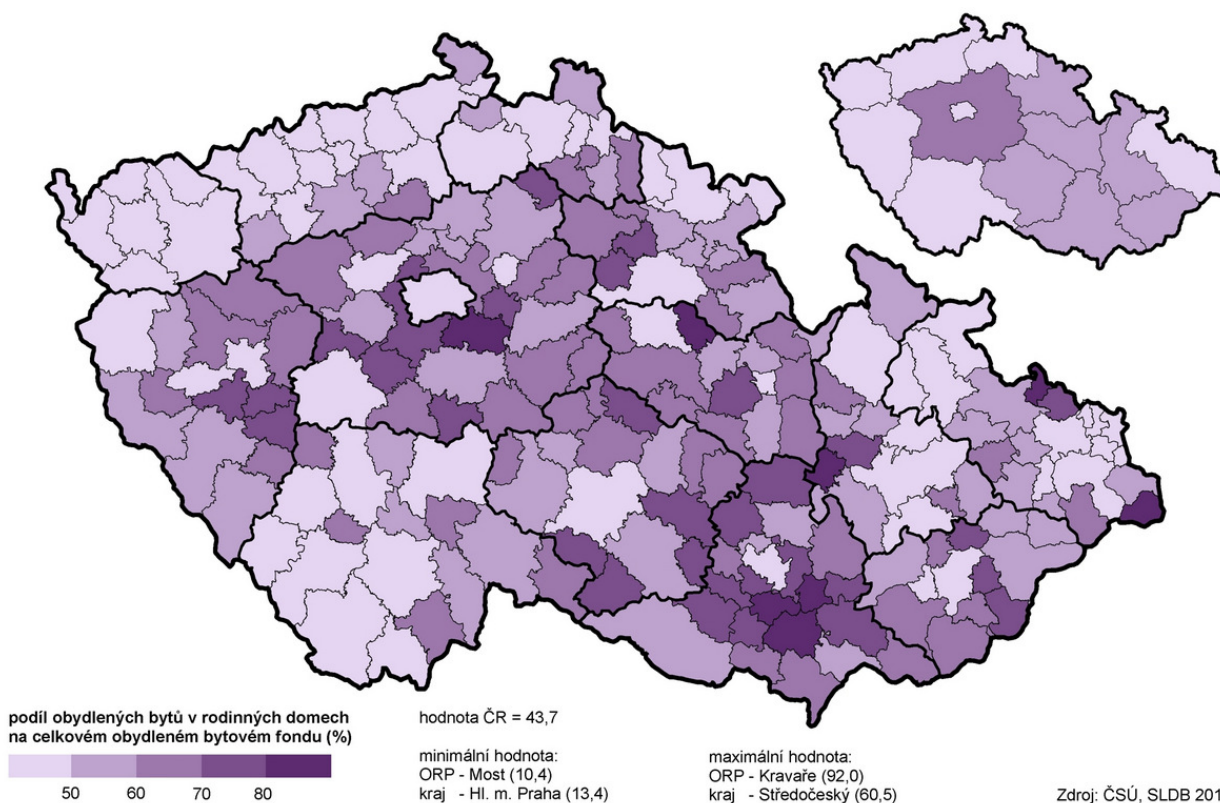 podíl obydlených bytů v rodinných domech
na celkovém obydleném bytovém fondu (%)
50 60 70 80
hodnota ČR = 43,7
minimální hodnota:
ORP - Most (10,4)
kraj - Hl. m. Praha (13,4)
maximální hodnota:
ORP - Kravaře (92,0)
kraj - Středočeský (60,5)
Zdroj: ČSÚ, SLDB 201